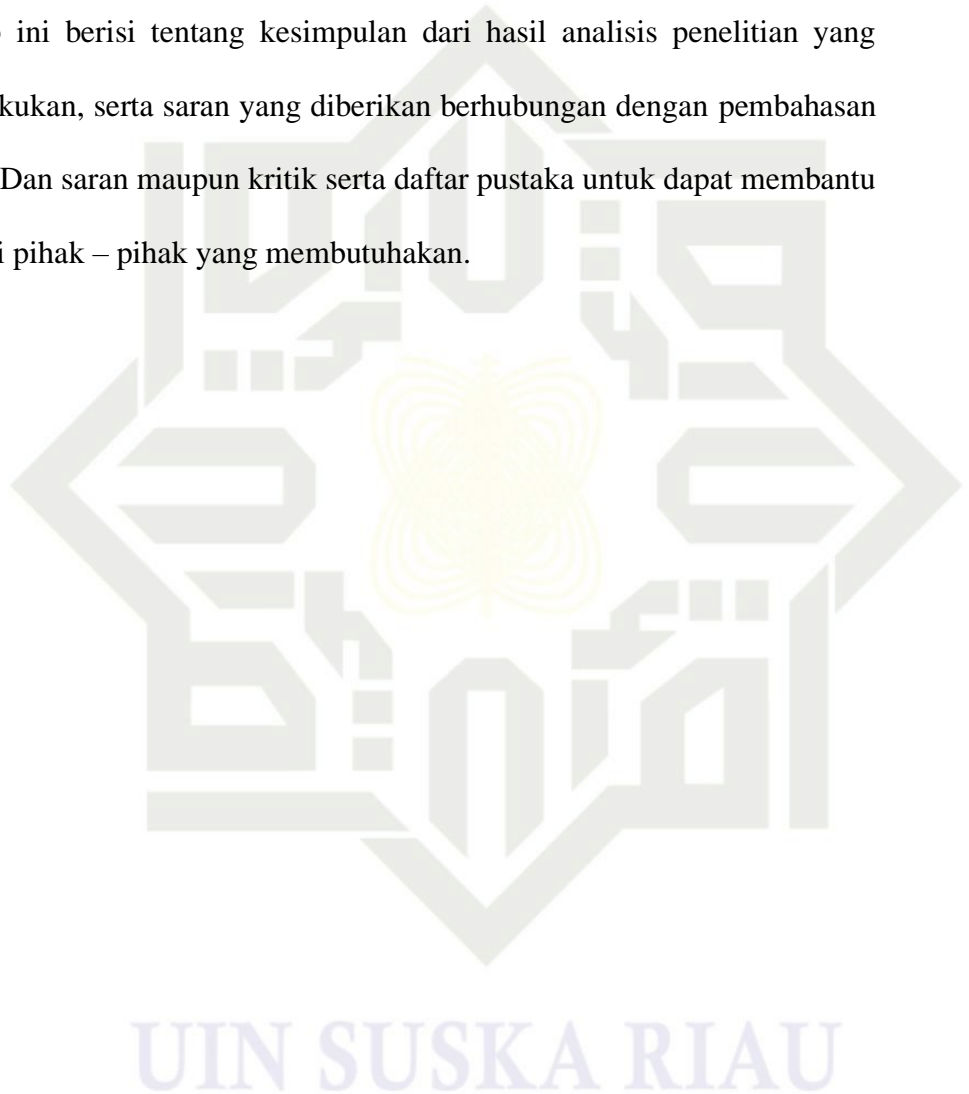 ini berisi tentang kesimpulan dari hasil analisis penelitian yang
kukan, serta saran yang diberikan berhubungan dengan pembahasan
Dan saran maupun kritik serta daftar pustaka untuk dapat membantu
i pihak – pihak yang membutuhakan.
UIN SUSKA RIAU